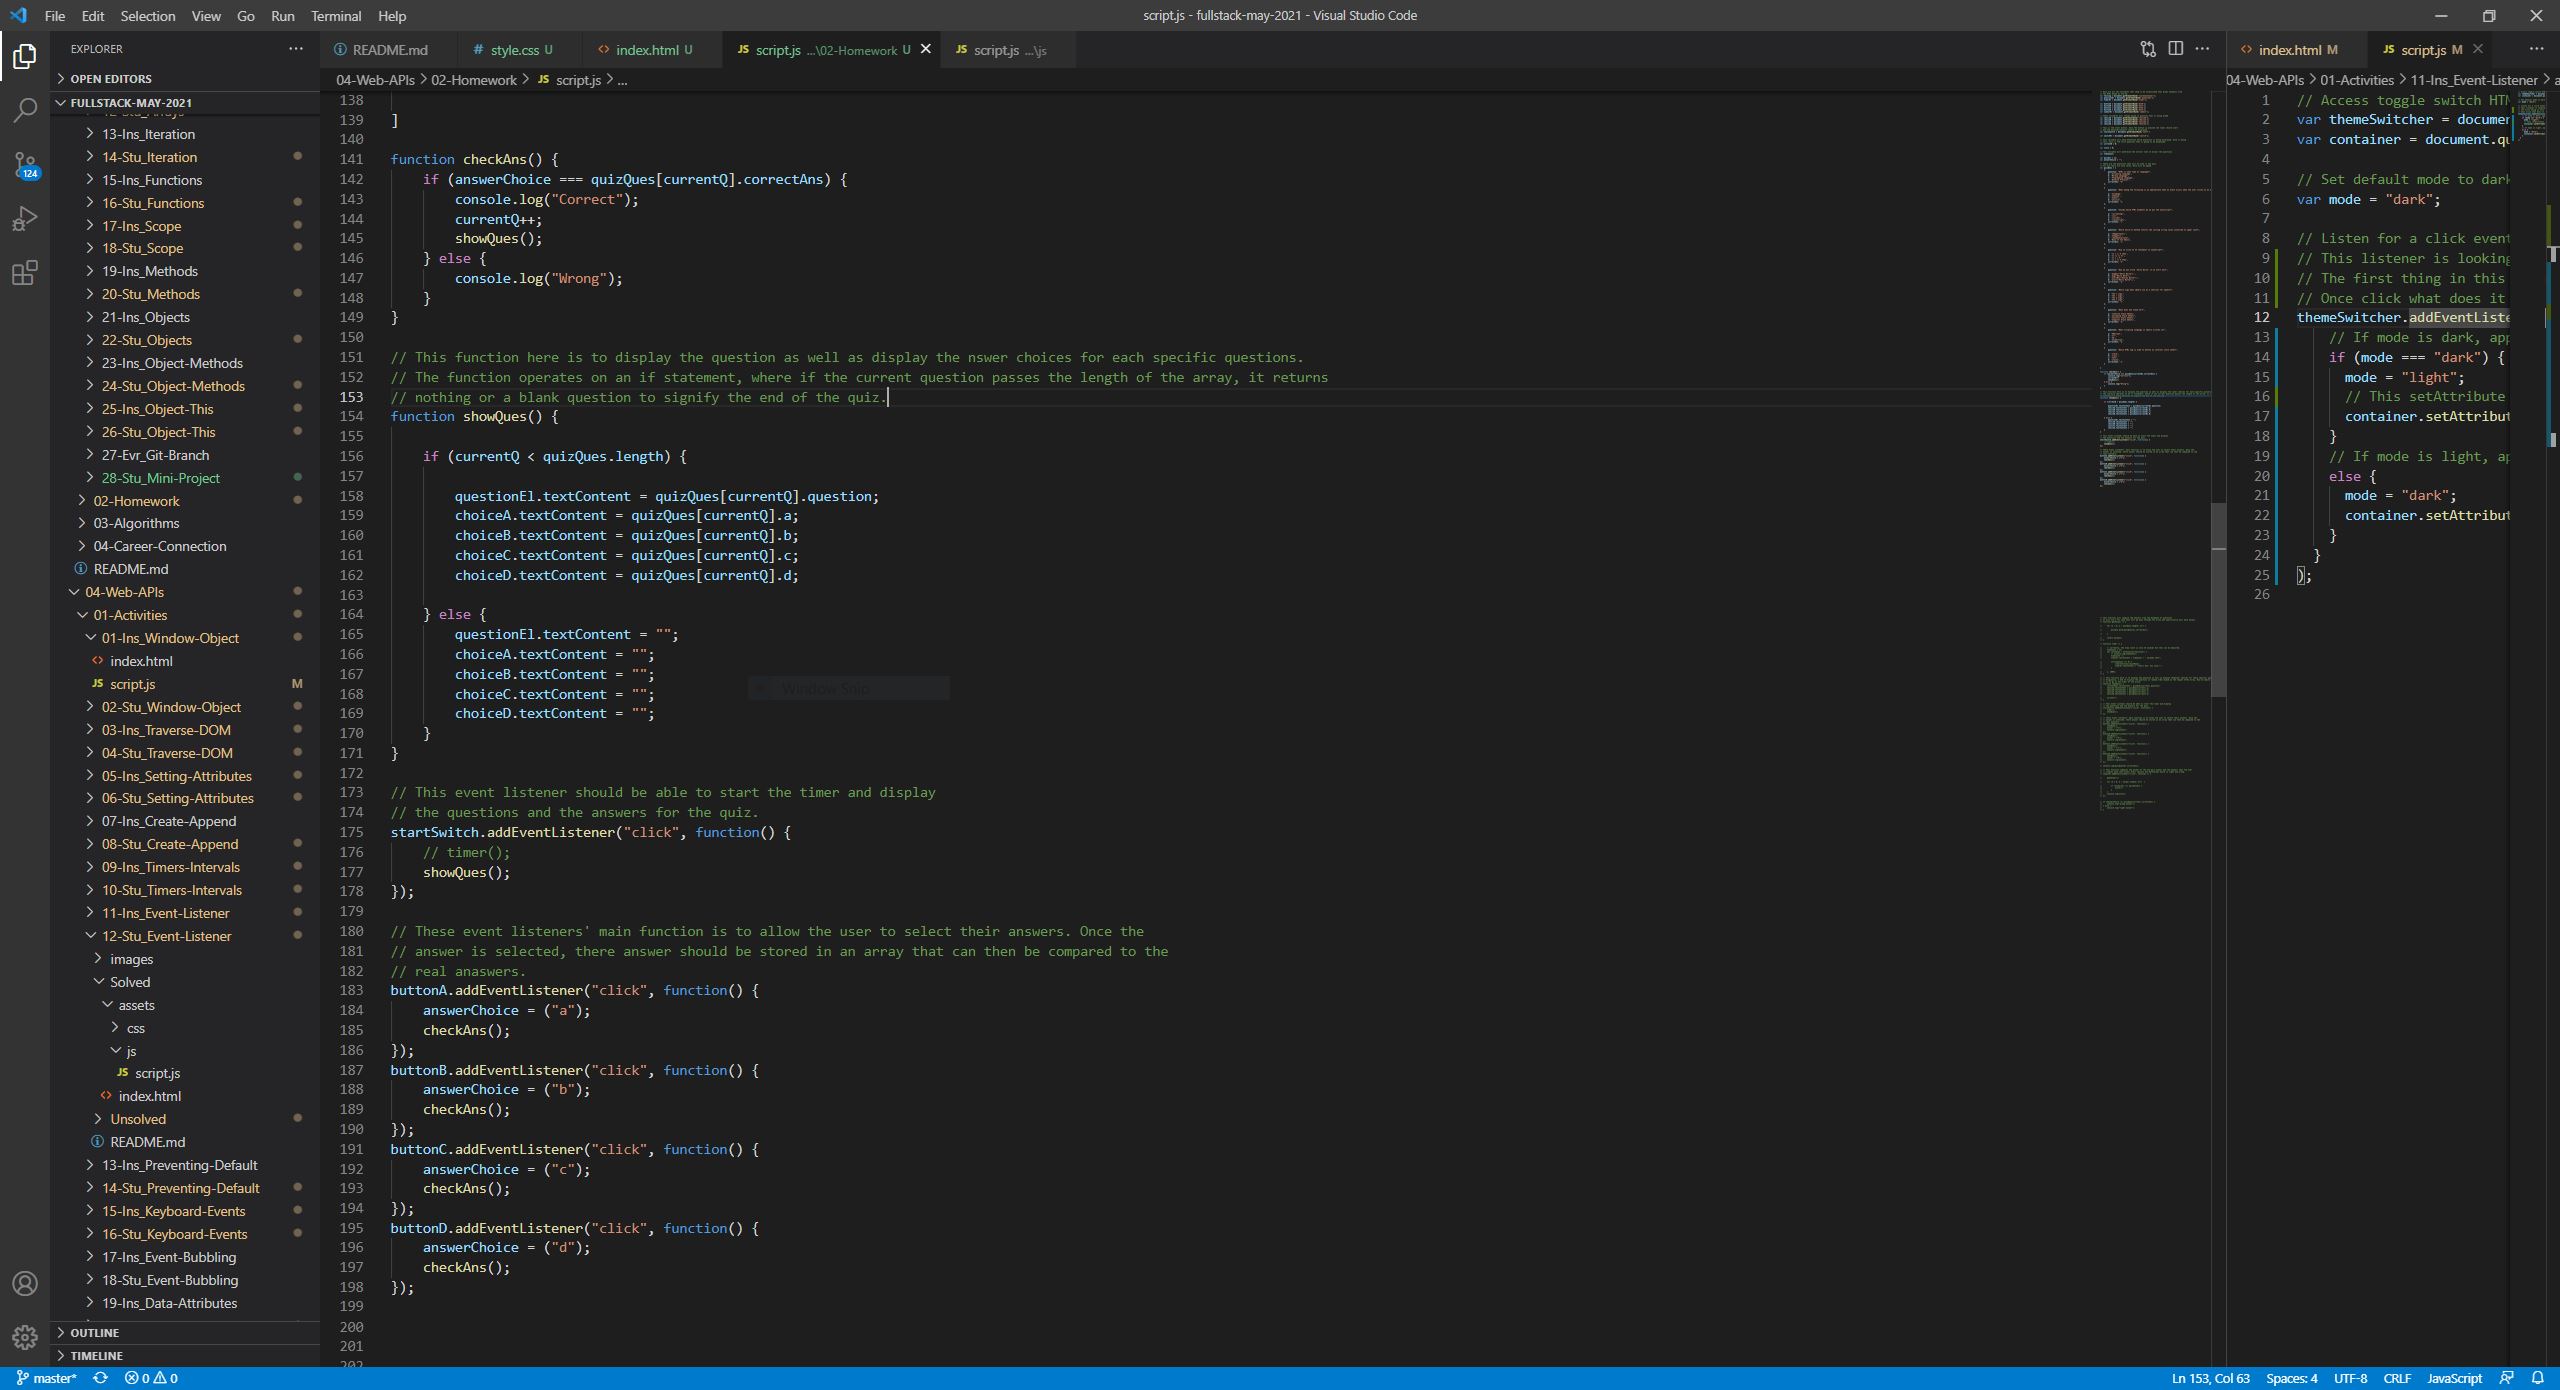 File Edit Selection View Go Run Terminal Help
script.js - fullstack-may-2021 - Visual Studio Code
EXPLORER
OPEN EDITORS
FULLSTACK-MAY-2021
13-Ins_Iteration
14-Stu_Iteration
15-Ins_Functions
16-Stu_Functions
17-Ins_Scope
18-Stu_Scope
19-Ins_Methods
20-Stu_Methods
21-Ins_Objects
22-Stu_Objects
23-Ins_Object-Methods
24-Stu_Object-Methods
25-Ins_Object-This
26-Stu_Object-This
27-Evr_Git-Branch
28-Stu_Mini-Project
02-Homework
03-Algorithms
04-Career-Connection
README.md
04-Web-APIs
01-Activities
01-Ins_Window-Object
index.html
script.js M
02-Stu_Window-Object
03-Ins_Traverse-DOM
04-Stu_Traverse-DOM
05-Ins_Setting-Attributes
06-Stu_Setting-Attributes
07-Ins_Create-Append
08-Stu_Create-Append
09-Ins_Timers-Intervals
10-Stu_Timers-Intervals
11-Ins_Event-Listener
12-Stu_Event-Listener
images
Solved
assets
css
js
script.js
index.html
Unsolved
README.md
13-Ins_Preventing-Default
14-Stu_Preventing-Default
15-Ins_Keyboard-Events
16-Stu_Keyboard-Events
17-Ins_Event-Bubbling
18-Stu_Event-Bubbling
19-Ins_Data-Attributes
OUTLINE
TIMELINE
124
README.md # style.css U <> index.html U JS script.js ...\02-Homework U JS script.js ...\js
04-Web-APIs > 02-Homework > JS script.js > ...
138
139 ]
140
141 function checkAns() {
142 if (answerChoice === quizQues[currentQ].correctAns) {
143 console.log("Correct");
144 currentQ++;
145 showQues();
146 } else {
147 console.log("Wrong");
148 }
149 }
150
151 // This function here is to display the question as well as display the nswer choices for each specific questions.
152 // The function operates on an if statement, where if the current question passes the length of the array, it returns
153 // nothing or a blank question to signify the end of the quiz.
154 function showQues() {
155
156 if (currentQ < quizQues.length) {
157
158 questionEl.textContent = quizQues[currentQ].question;
159 choiceA.textContent = quizQues[currentQ].a;
160 choiceB.textContent = quizQues[currentQ].b;
161 choiceC.textContent = quizQues[currentQ].c;
162 choiceD.textContent = quizQues[currentQ].d;
163
164 } else {
165 questionEl.textContent = "";
166 choiceA.textContent = "";
167 choiceB.textContent = "";
168 choiceC.textContent = "";
169 choiceD.textContent = "";
170 }
171 }
172
173 // This event listener should be able to start the timer and display
174 // the questions and the answers for the quiz.
175 startSwitch.addEventListener("click", function() {
176 // timer();
177 showQues();
178 });
179
180 // These event listeners' main function is to allow the user to select their answers. Once the
181 // answer is selected, there answer should be stored in an array that can then be compared to the
182 // real anaswers.
183 buttonA.addEventListener("click", function() {
184 answerChoice = ("a");
185 checkAns();
186 });
187 buttonB.addEventListener("click", function() {
188 answerChoice = ("b");
189 checkAns();
190 });
191 buttonC.addEventListener("click", function() {
192 answerChoice = ("c");
193 checkAns();
194 });
195 buttonD.addEventListener("click", function() {
196 answerChoice = ("d");
197 checkAns();
198 });
199
200
201
202
Window Snip
<> index.html M JS script.js M
04-Web-APIs > 01-Activities > 11-Ins_Event-Listener > a
1 // Access toggle switch HTM
2 var themeSwitcher = documen
3 var container = document.qu
4
5 // Set default mode to dark
6 var mode = "dark";
7
8 // Listen for a click event
9 // This listener is looking
10 // The first thing in this
11 // Once click what does it
12 themeSwitcher.addEventListe
13 // If mode is dark, app
14 if (mode === "dark") {
15 mode = "light";
16 // This setAttribute
17 container.setAttribut
18 }
19 // If mode is light, ap
20 else {
21 mode = "dark";
22 container.setAttribut
23 }
24 }
25 );
26
master* 0 0
Ln 153, Col 63 Spaces: 4 UTF-8 CRLF JavaScript